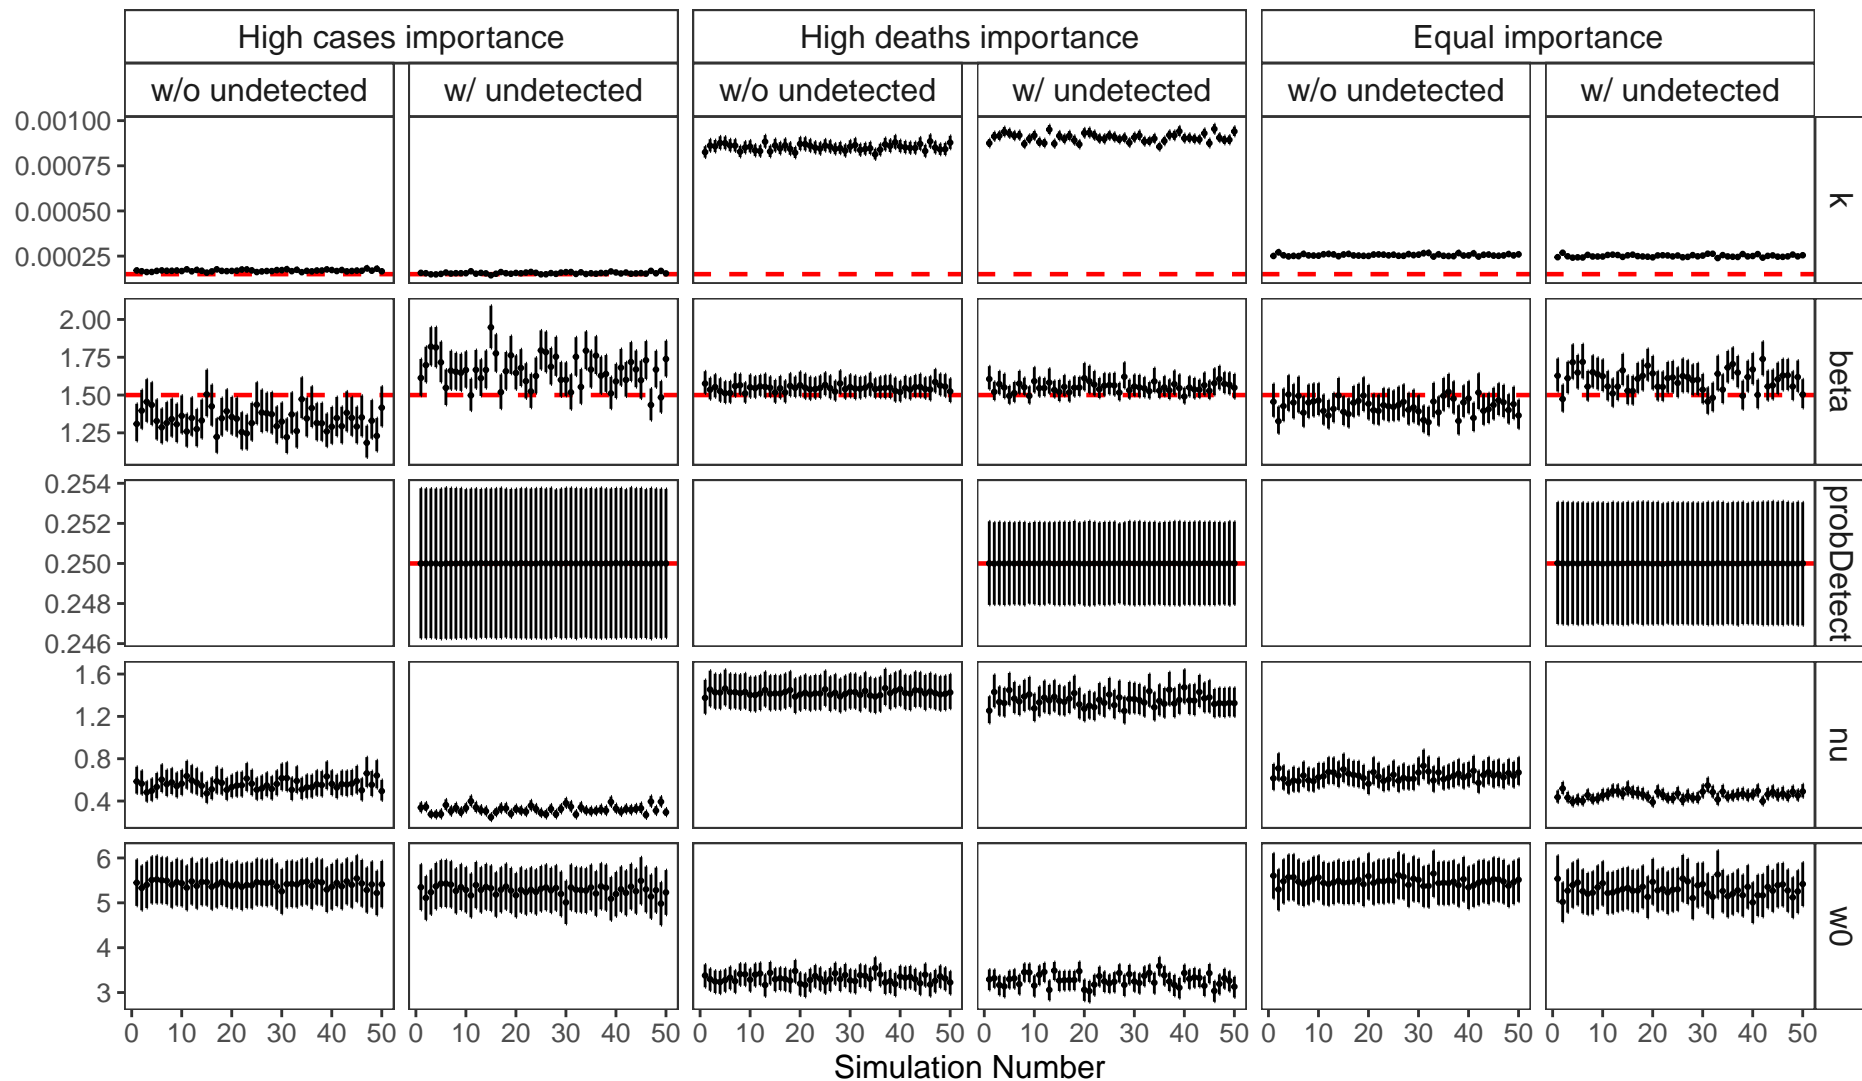 High cases importance High deaths importance Equal importance
w/o undetected w/ undetected w/o undetected w/ undetected w/o undetected w/ undetected
0.00100
0.00075
0.00050
0.00025
k
2.00
1.75
1.50
1.25
beta
0.254
0.252
0.250
0.248
0.246
probDetect
1.6
1.2
0.8
0.4
nu
6
5
4
3
w0
0 10 20 30 40 50 0 10 20 30 40 50 0 10 20 30 40 50 0 10 20 30 40 50 0 10 20 30 40 50 0 10 20 30 40 50
Simulation Number